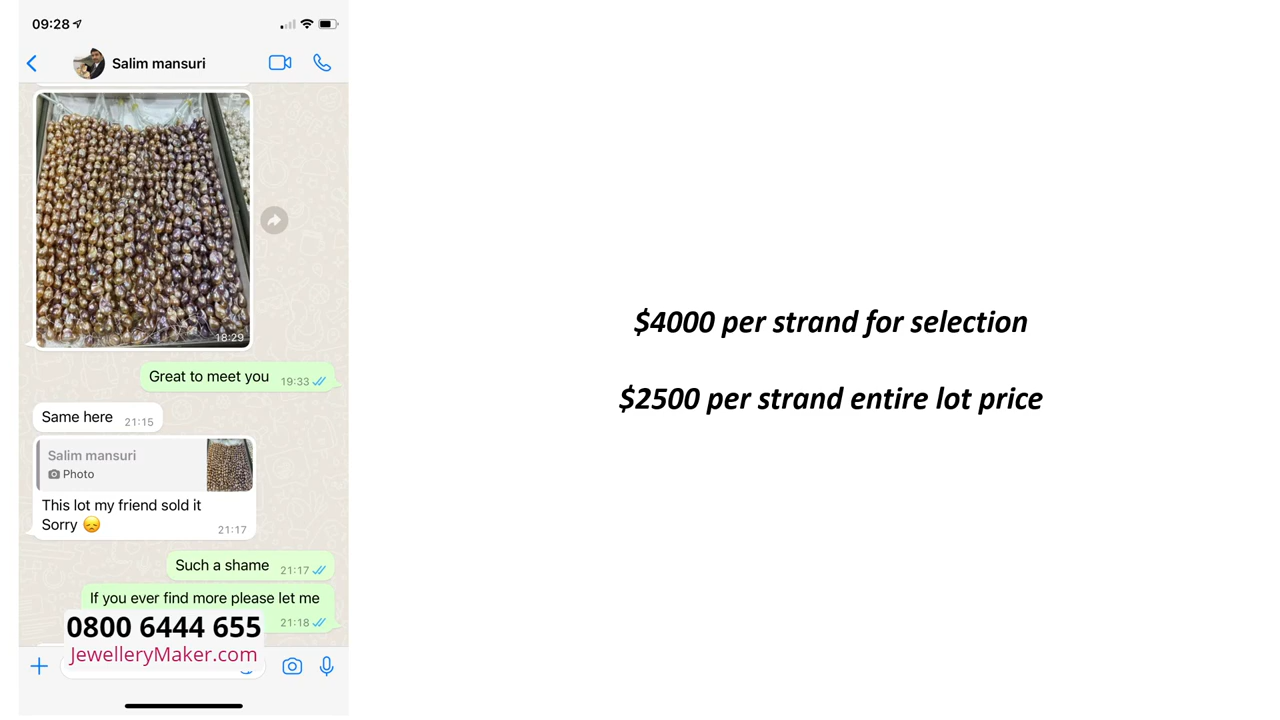 09:28
Salim mansuri
18:29
Great to meet you 19:33
Same here 21:15
Salim mansuri
Photo
This lot my friend sold it
Sorry 😞 21:17
Such a shame 21:17
If you ever find more please let me
21:18
0800 6444 655
JewelleryMaker.com
$4000 per strand for selection
$2500 per strand entire lot price